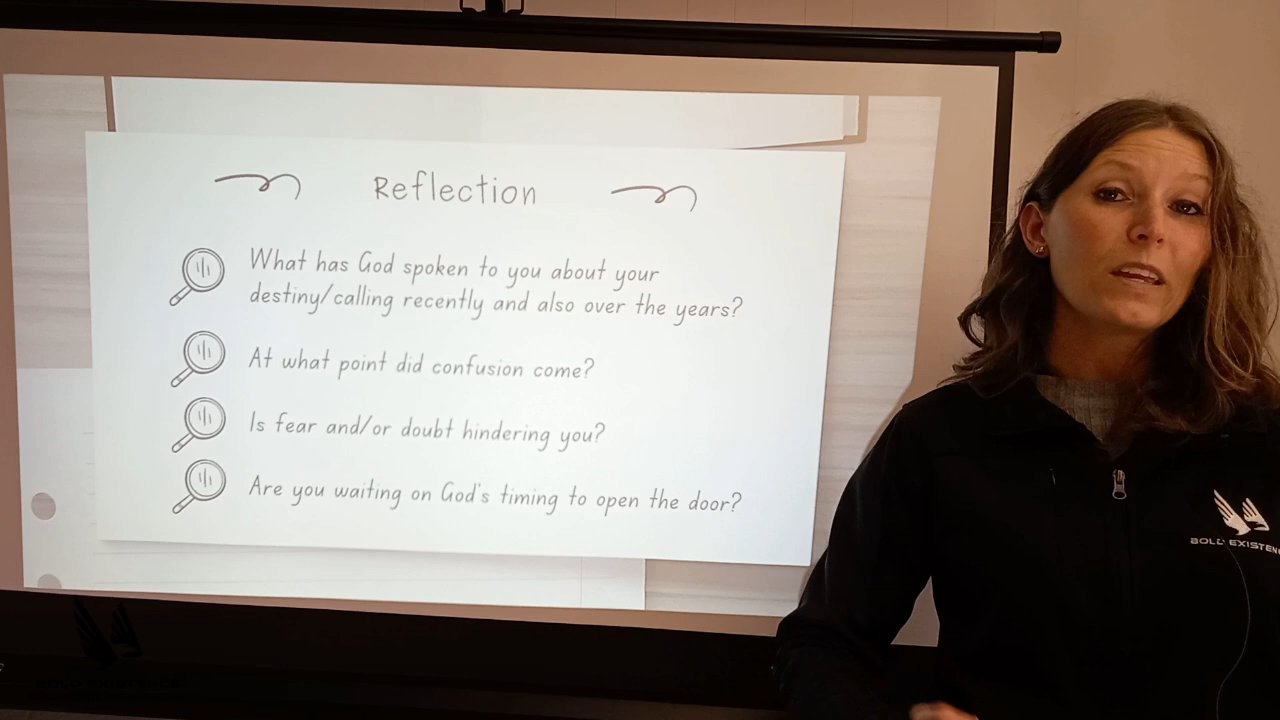 Reflection
What has God spoken to you about your
destiny/calling recently and also over the years?
At what point did confusion come?
Is fear and/or doubt hindering you?
Are you waiting on God's timing to open the door?
BOLD EXISTENC